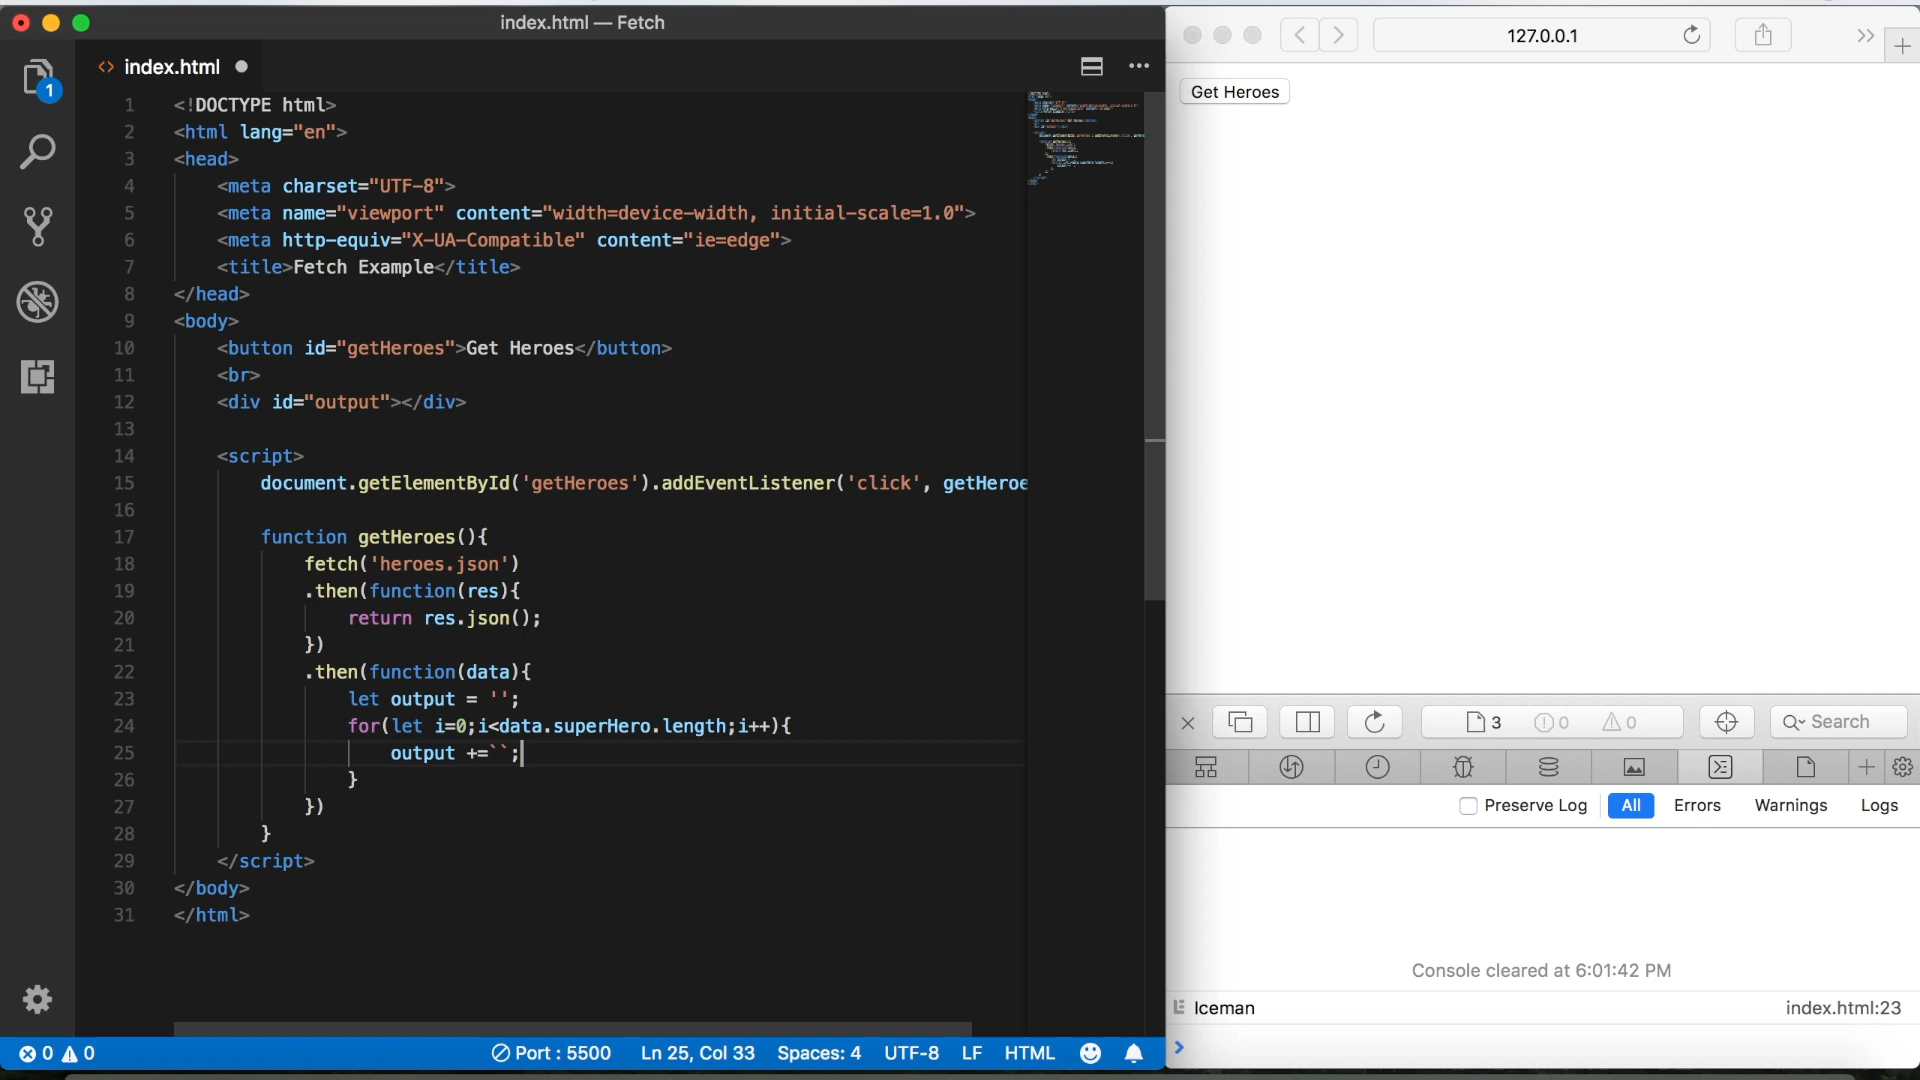 index.html — Fetch
index.html
1
1 <!DOCTYPE html>
2 <html lang="en">
3 <head>
4 <meta charset="UTF-8">
5 <meta name="viewport" content="width=device-width, initial-scale=1.0">
6 <meta http-equiv="X-UA-Compatible" content="ie=edge">
7 <title>Fetch Example</title>
8 </head>
9 <body>
10 <button id="getHeroes">Get Heroes</button>
11 <br>
12 <div id="output"></div>
13
14 <script>
15 document.getElementById('getHeroes').addEventListener('click', getHeroe
16
17 function getHeroes(){
18 fetch('heroes.json')
19 .then(function(res){
20 return res.json();
21 })
22 .then(function(data){
23 let output = '';
24 for(let i=0;i<data.superHero.length;i++){
25 output +=``;
26 }
27 })
28 }
29 </script>
30 </body>
31 </html>
0 0 Port : 5500 Ln 25, Col 33 Spaces: 4 UTF-8 LF HTML
127.0.0.1
Get Heroes
3 0 0 Search
Preserve Log All Errors Warnings Logs
Console cleared at 6:01:42 PM
Iceman index.html:23